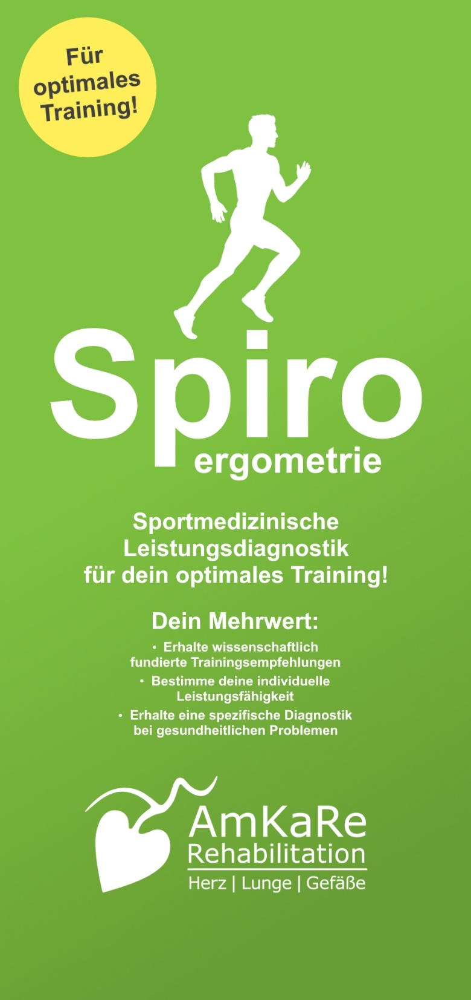 Für
optimales
Training!
Spiro
ergometrie
Sportmedizinische
Leistungsdiagnostik
für dein optimales Training!
Dein Mehrwert:
• Erhalte wissenschaftlich
fundierte Trainingsempfehlungen
• Bestimme deine individuelle
Leistungsfähigkeit
• Erhalte eine spezifische Diagnostik
bei gesundheitlichen Problemen
AmKaRe
Rehabilitation
Herz | Lunge | Gefäße